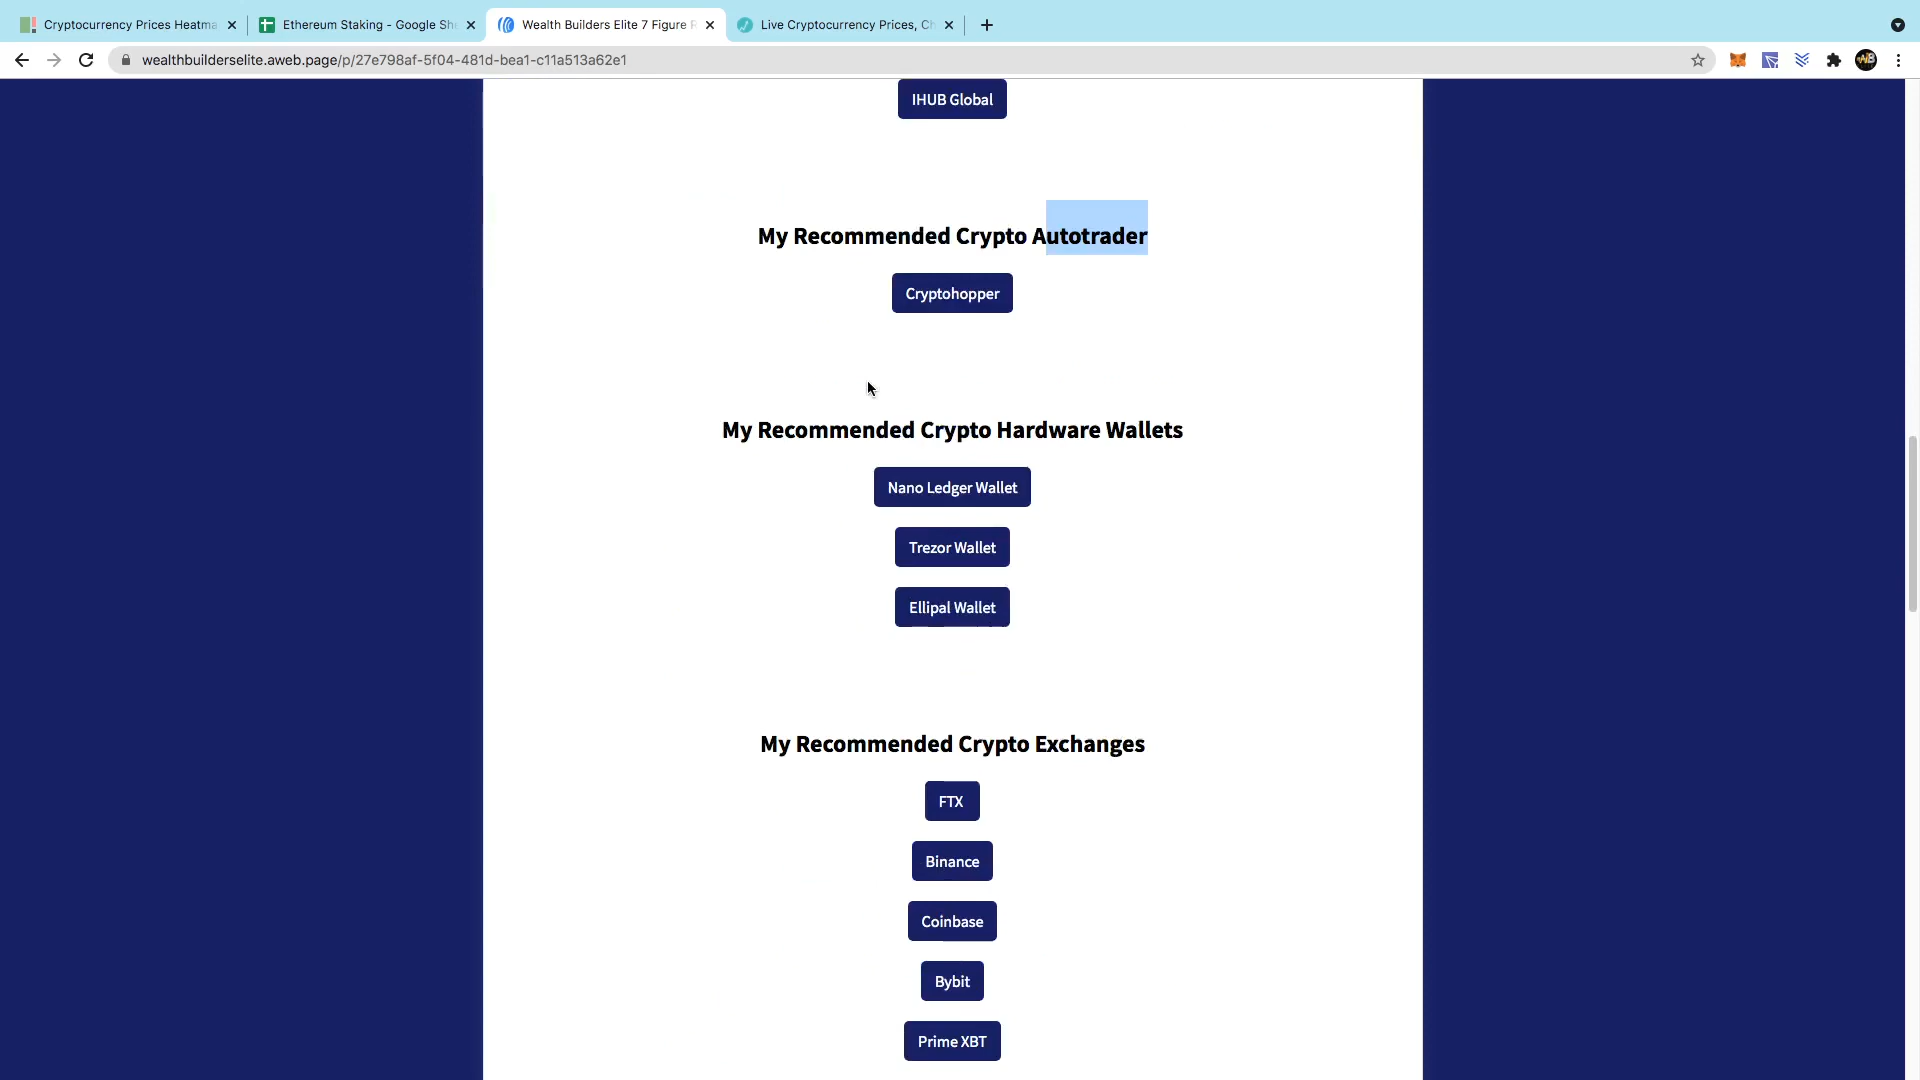 Cryptocurrency Prices Heatma
Ethereum Staking - Google She
Wealth Builders Elite 7 Figure R
Live Cryptocurrency Prices, Ch
wealthbuilderselite.aweb.page/p/27e798af-5f04-481d-bea1-c11a513a62e1
IHUB Global
My Recommended Crypto Autotrader
Cryptohopper
My Recommended Crypto Hardware Wallets
Nano Ledger Wallet
Trezor Wallet
Ellipal Wallet
My Recommended Crypto Exchanges
FTX
Binance
Coinbase
Bybit
Prime XBT